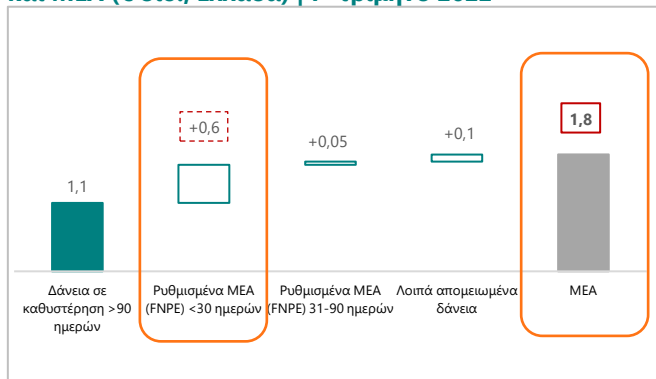 +0,6
1,8
+0,05
+0,1
1,1
Δάνεια σε
καθυστέρηση >90
ημερών
Ρυθμισμένα ΜΕΑ
(FNPE) <30 ημερών
Ρυθμισμένα ΜΕΑ
(FNPE) 31-90 ημερών
Λοιπά απομειωμένα
δάνεια
ΜΕΑ